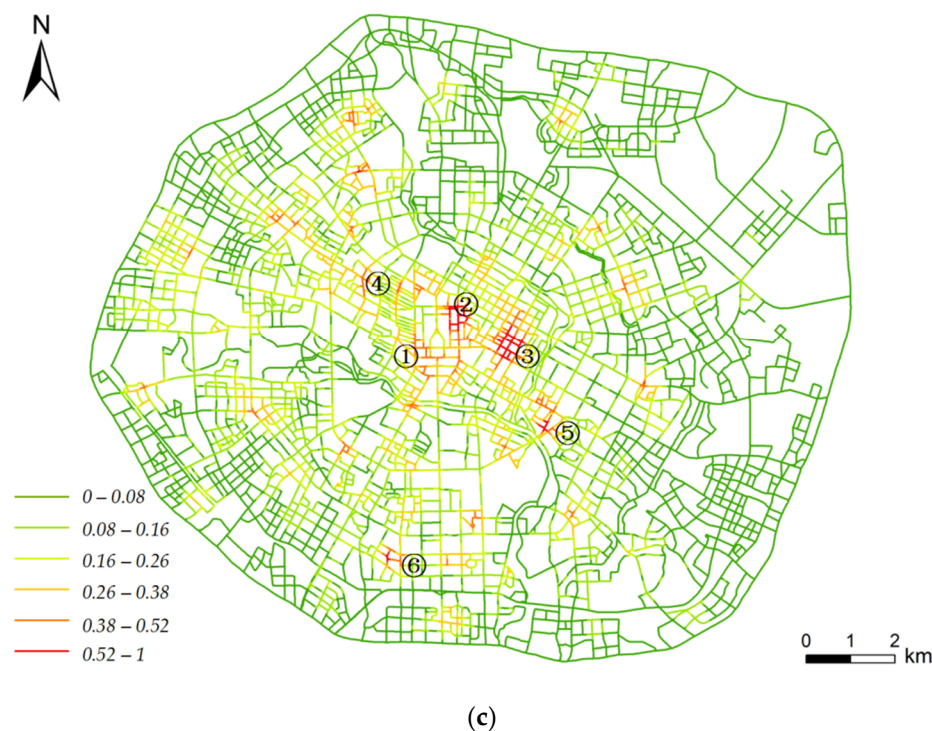 N
④
②
①
③
⑤
⑥
0 – 0.08
0.08 – 0.16
0.16 – 0.26
0.26 – 0.38
0.38 – 0.52
0.52 – 1
0 1 2
km
(c)